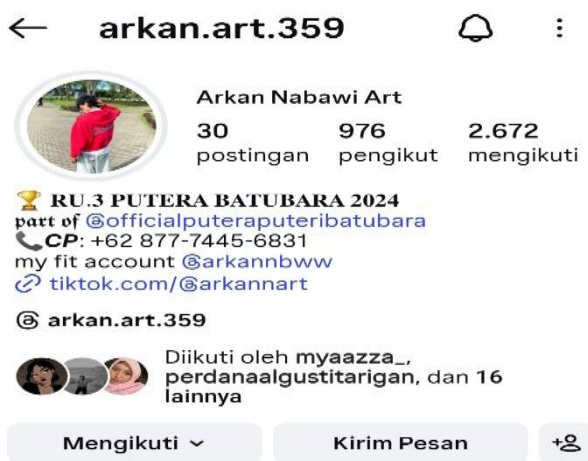 arkan.art.359
Arkan Nabawi Art
30 976 2.672
postingan pengikut mengikuti
🏆 RU.3 PUTERA BATUBARA 2024
𝖕𝖆𝖗𝖙 𝖔𝖋 @officialputeraputeribatubara
📞CP: +62 877-7445-6831
my fit account @arkannbww
tiktok.com/@arkannart
arkan.art.359
Diikuti oleh myaazza_,
perdanaalgustitarigan, dan 16
lainnya
Mengikuti Kirim Pesan